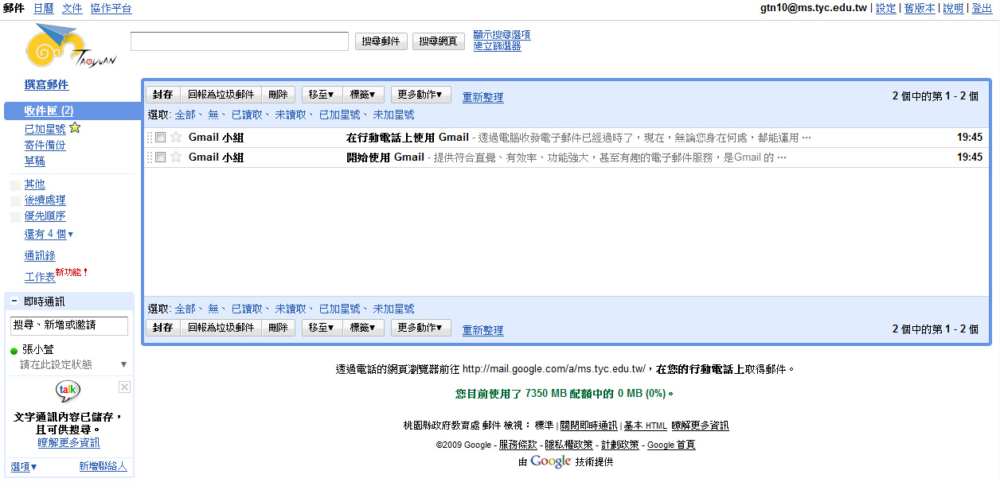 郵件 日曆 文件 協作平台
gtn10@ms.tyc.edu.tw | 設定 | 舊版本 | 說明 | 登出
TAOYUAN
搜尋郵件 搜尋網頁 顯示搜尋選項
建立篩選器
撰寫郵件
收件匣 (2)
已加星號
寄件備份
草稿
其他
後續處理
優先順序
還有 4 個▼
通訊錄
工作表 新功能！
− 即時通訊
搜尋、新增或邀請
張小萱
請在此設定狀態 ▼
talk
文字通訊內容已儲存，
且可供搜尋。
瞭解更多資訊
選項▼ 新增聯絡人
封存 回報為垃圾郵件 刪除 移至▼ 標籤▼ 更多動作▼ 重新整理 2 個中的第 1 - 2 個
選取: 全部、 無、 已讀取、 未讀取、 已加星號、 未加星號
Gmail 小組 在行動電話上使用 Gmail - 透過電腦收發電子郵件已經過時了，現在，無論您身在何處，都能運用 … 19:45
Gmail 小組 開始使用 Gmail - 提供符合直覺、有效率、功能強大，甚至有趣的電子郵件服務，是Gmail 的 … 19:45
選取: 全部、 無、 已讀取、 未讀取、 已加星號、 未加星號
封存 回報為垃圾郵件 刪除 移至▼ 標籤▼ 更多動作▼ 重新整理 2 個中的第 1 - 2 個
透過電話的網頁瀏覽器前往 http://mail.google.com/a/ms.tyc.edu.tw/，在您的行動電話上取得郵件。
您目前使用了 7350 MB 配額中的 0 MB (0%)。
桃園縣政府教育處 郵件 檢視： 標準 | 關閉即時通訊 | 基本 HTML 瞭解更多資訊
©2009 Google - 服務條款 - 隱私權政策 - 計劃政策 - Google 首頁
由 Google 技術提供